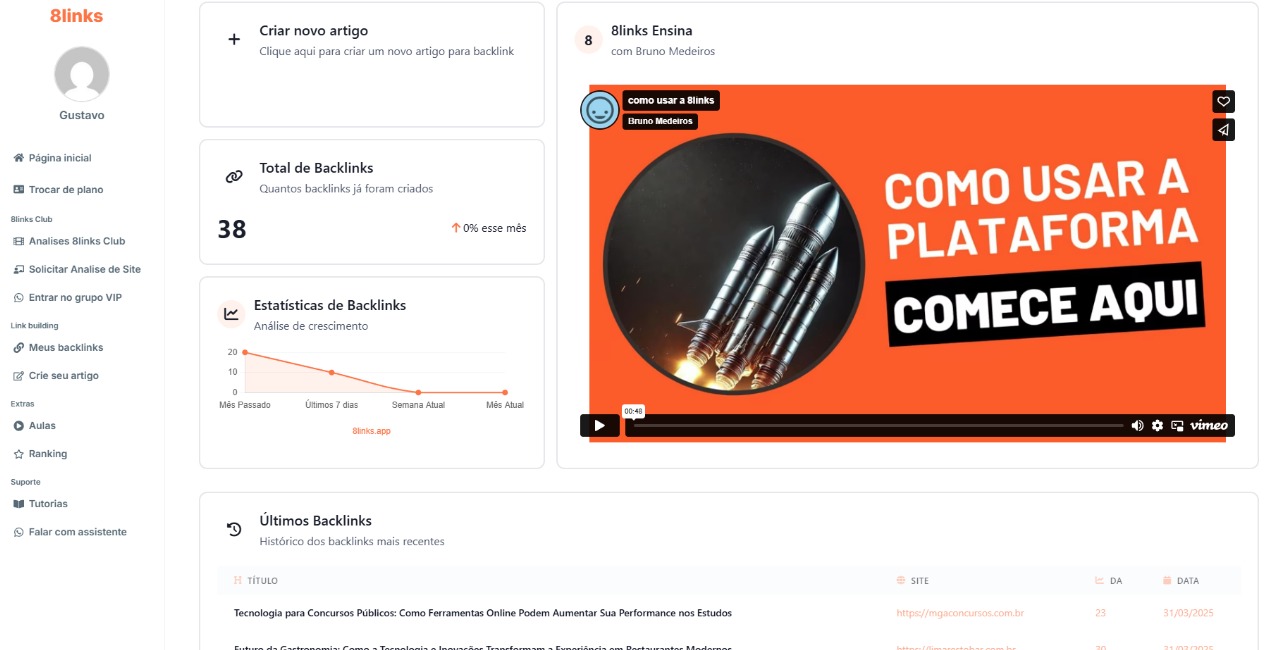 8links
Gustavo
Página inicial
Trocar de plano
8links Club
Analises 8links Club
Solicitar Analise de Site
Entrar no grupo VIP
Link building
Meus backlinks
Crie seu artigo
Extras
Aulas
Ranking
Suporte
Tutorias
Falar com assistente
Criar novo artigo
Clique aqui para criar um novo artigo para backlink
Total de Backlinks
Quantos backlinks já foram criados
38
0% esse mês
Estatísticas de Backlinks
Análise de crescimento
20
10
0
Mês Passado
Últimos 7 dias
Semana Atual
Mês Atual
8links.app
8
8links Ensina
com Bruno Medeiros
como usar a 8links
Bruno Medeiros
COMO USAR A
PLATAFORMA
COMECE AQUI
00:48
vimeo
Últimos Backlinks
Histórico dos backlinks mais recentes
TÍTULO SITE DA DATA
Tecnologia para Concursos Públicos: Como Ferramentas Online Podem Aumentar Sua Performance nos Estudos https://mgaconcursos.com.br 23 31/03/2025
Futuro da Gastronomia: Como a Tecnologia e Inovações Transformam a Experiência em Restaurantes Modernos 30 31/03/2025